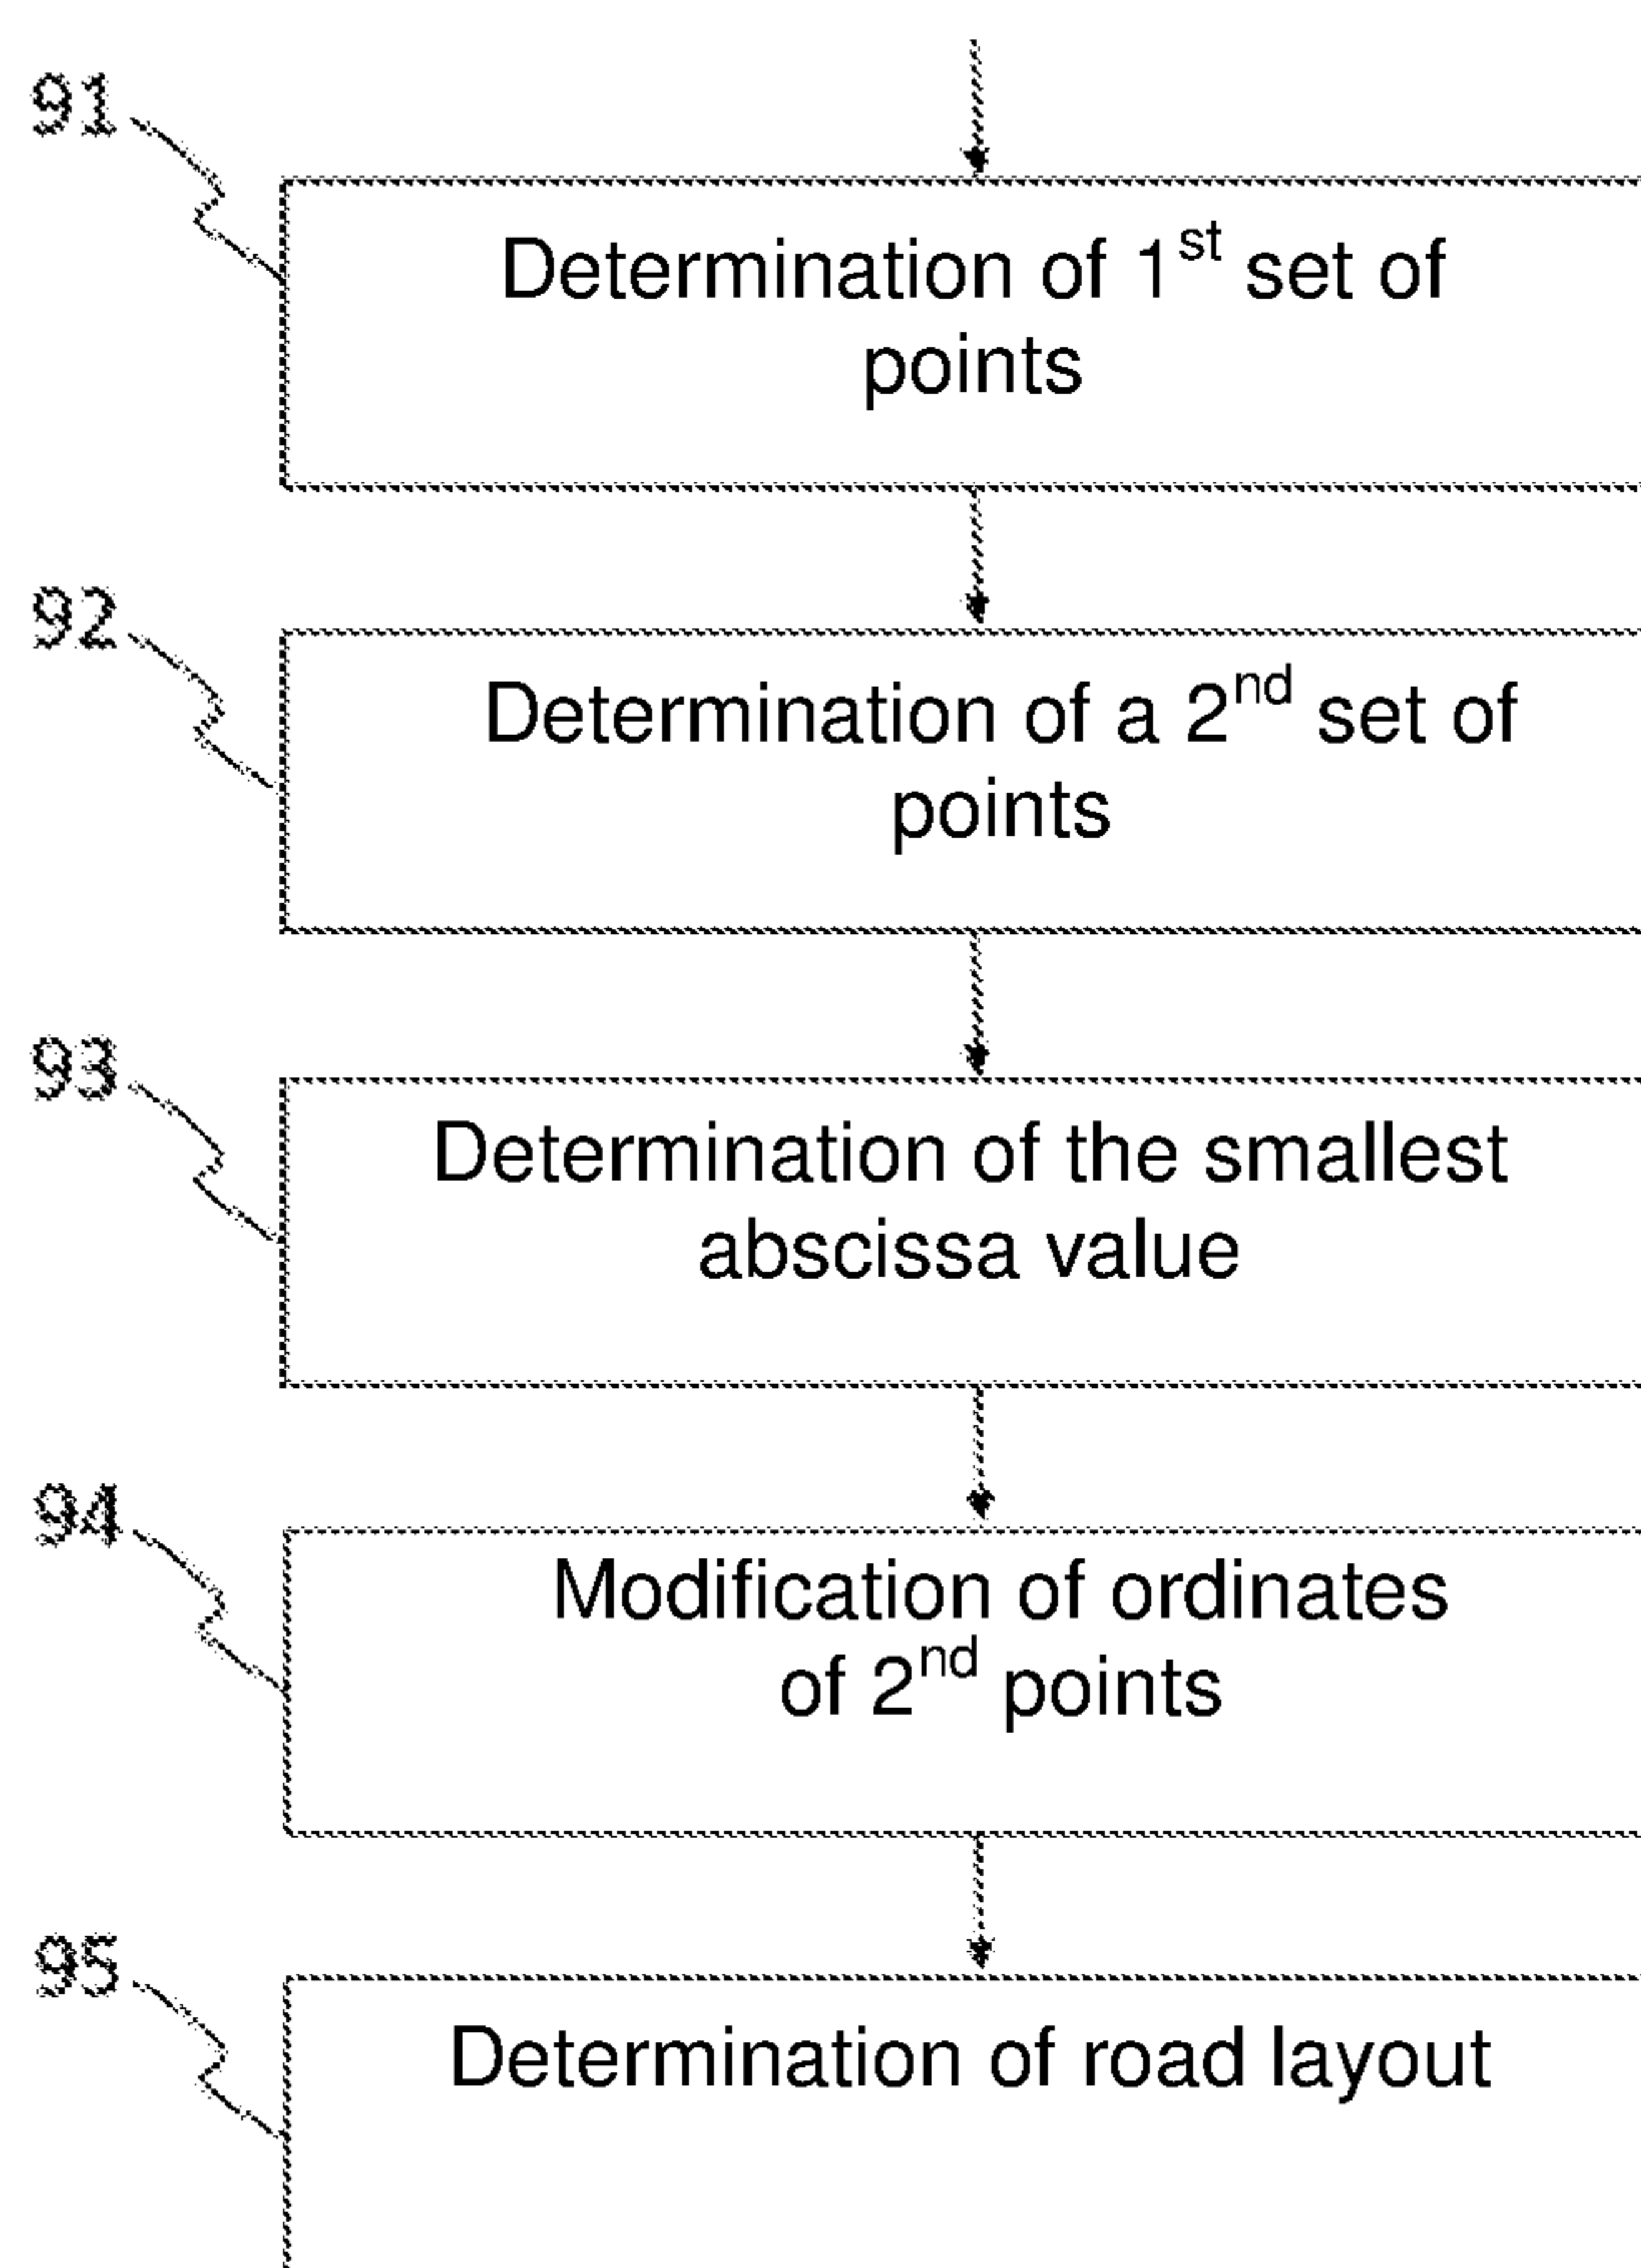 91
Determination of 1st set of
points
92
Determination of a 2nd set of
points
93
Determination of the smallest
abscissa value
94
Modification of ordinates
of 2nd points
95
Determination of road layout